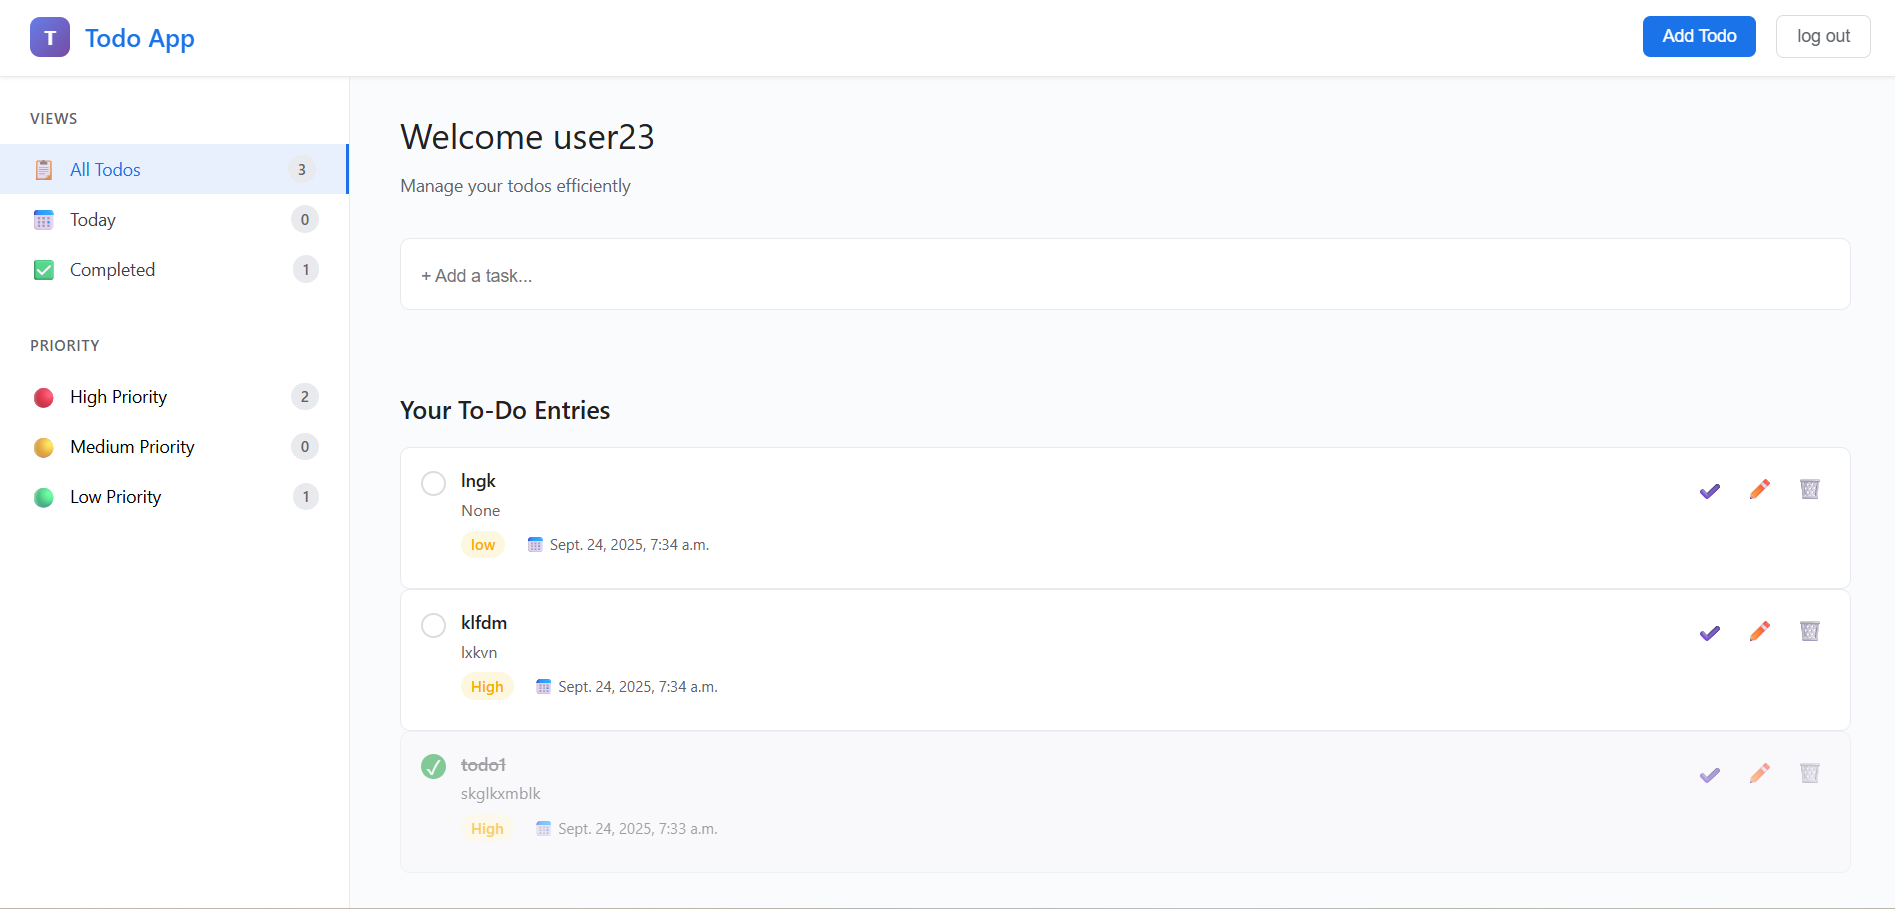 T Todo App
Add Todo
log out
VIEWS
All Todos 3
Today 0
Completed 1
PRIORITY
High Priority 2
Medium Priority 0
Low Priority 1
Welcome user23
Manage your todos efficiently
+ Add a task...
Your To-Do Entries
lngk
None
low Sept. 24, 2025, 7:34 a.m.
klfdm
lxkvn
High Sept. 24, 2025, 7:34 a.m.
todo1
skglkxmblk
High Sept. 24, 2025, 7:33 a.m.